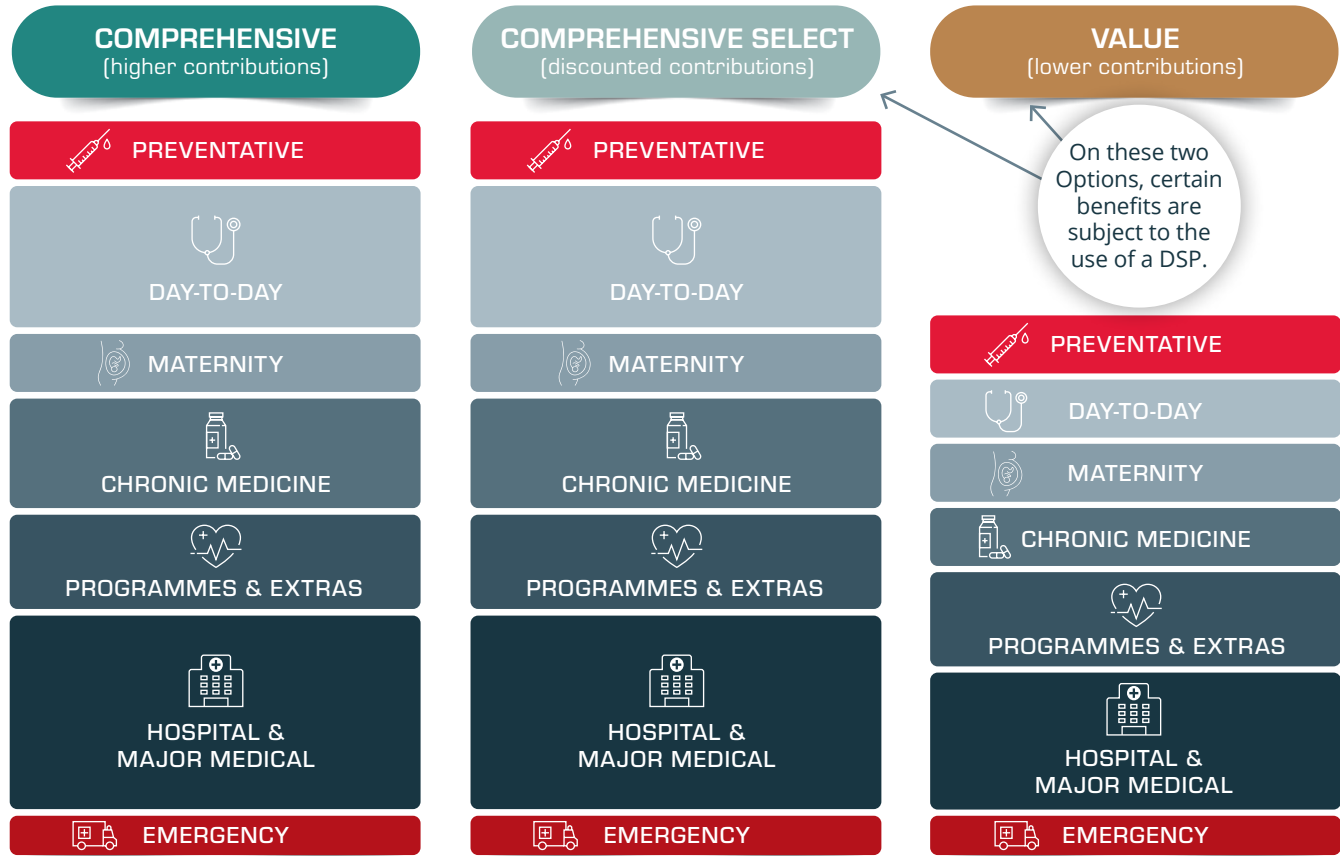 COMPREHENSIVE
(higher contributions)
PREVENTATIVE
DAY-TO-DAY
MATERNITY
CHRONIC MEDICINE
PROGRAMMES & EXTRAS
HOSPITAL &
MAJOR MEDICAL
EMERGENCY
COMPREHENSIVE SELECT
(discounted contributions)
PREVENTATIVE
DAY-TO-DAY
MATERNITY
CHRONIC MEDICINE
PROGRAMMES & EXTRAS
HOSPITAL &
MAJOR MEDICAL
EMERGENCY
VALUE
(lower contributions)
On these two
Options, certain
benefits are
subject to the
use of a DSP.
PREVENTATIVE
DAY-TO-DAY
MATERNITY
CHRONIC MEDICINE
PROGRAMMES & EXTRAS
HOSPITAL &
MAJOR MEDICAL
EMERGENCY